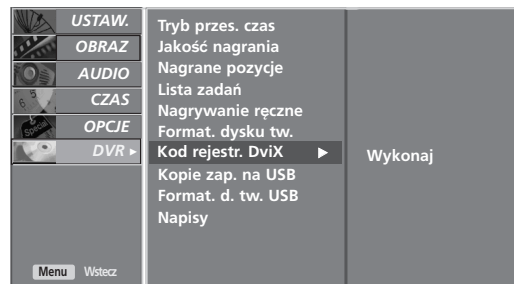 USTAW.
OBRAZ
AUDIO
CZAS
OPCJE
DVR ►
Menu Wstecz
Tryb przes. czas
Jakość nagrania
Nagrane pozycje
Lista zadań
Nagrywanie ręczne
Format. dysku tw.
Kod rejestr. DviX ►
Kopie zap. na USB
Format. d. tw. USB
Napisy
Wykonaj